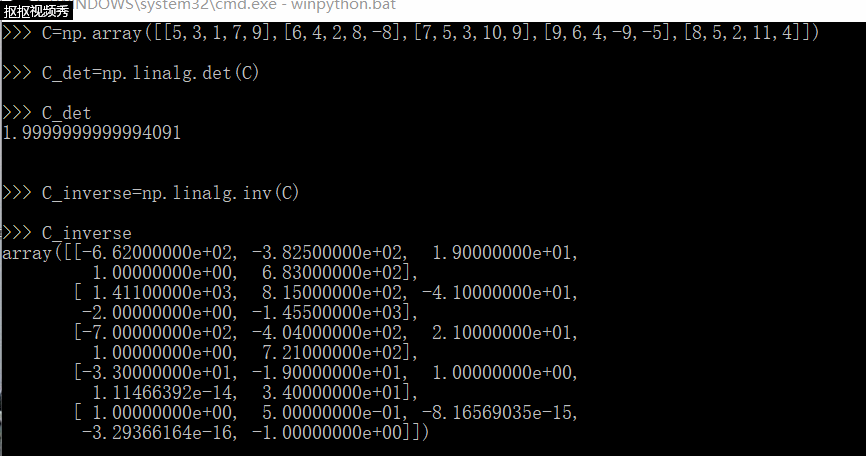 抠抠视频秀
NDOWS\system32\cmd.exe - winpython.bat
>>> C=np.array([[5,3,1,7,9],[6,4,2,8,-8],[7,5,3,10,9],[9,6,4,-9,-5],[8,5,2,11,4]])
>>> C_det=np.linalg.det(C)
>>> C_det
1.9999999999994091
>>> C_inverse=np.linalg.inv(C)
>>> C_inverse
array([[-6.62000000e+02, -3.82500000e+02, 1.90000000e+01,
1.00000000e+00, 6.83000000e+02],
[ 1.41100000e+03, 8.15000000e+02, -4.10000000e+01,
-2.00000000e+00, -1.45500000e+03],
[-7.00000000e+02, -4.04000000e+02, 2.10000000e+01,
1.00000000e+00, 7.21000000e+02],
[-3.30000000e+01, -1.90000000e+01, 1.00000000e+00,
1.11466392e-14, 3.40000000e+01],
[ 1.00000000e+00, 5.00000000e-01, -8.16569035e-15,
-3.29366164e-16, -1.00000000e+00]])